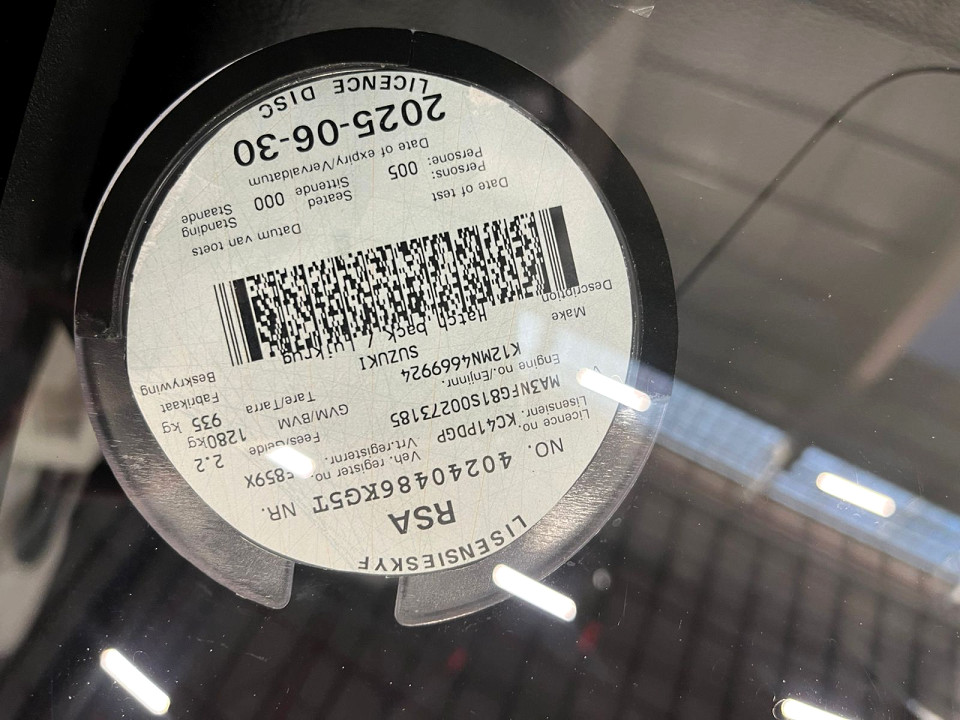 LISENSIESKYF
RSA
NO. 40240486KG5T NR.
Licence no. Veh. register no.
Lisensienr. KC41PDGP Vrt.registernr.
MA3NFG81S00273185 Fees/Gelde 2.2
Engine no./Enjinnr. GVM/BVM 1280kg
K12MN4669924 Tare/Tarra 935 kg
Make SUZUKI Fabrikaat
Description Hatch back / Luikrug Beskrywing
Date of test Datum van toets
Persons: 005 Seated 000 Standing
Persone: Sittende Staande
Date of expiry/Vervaldatum
2025-06-30
LICENCE DISC